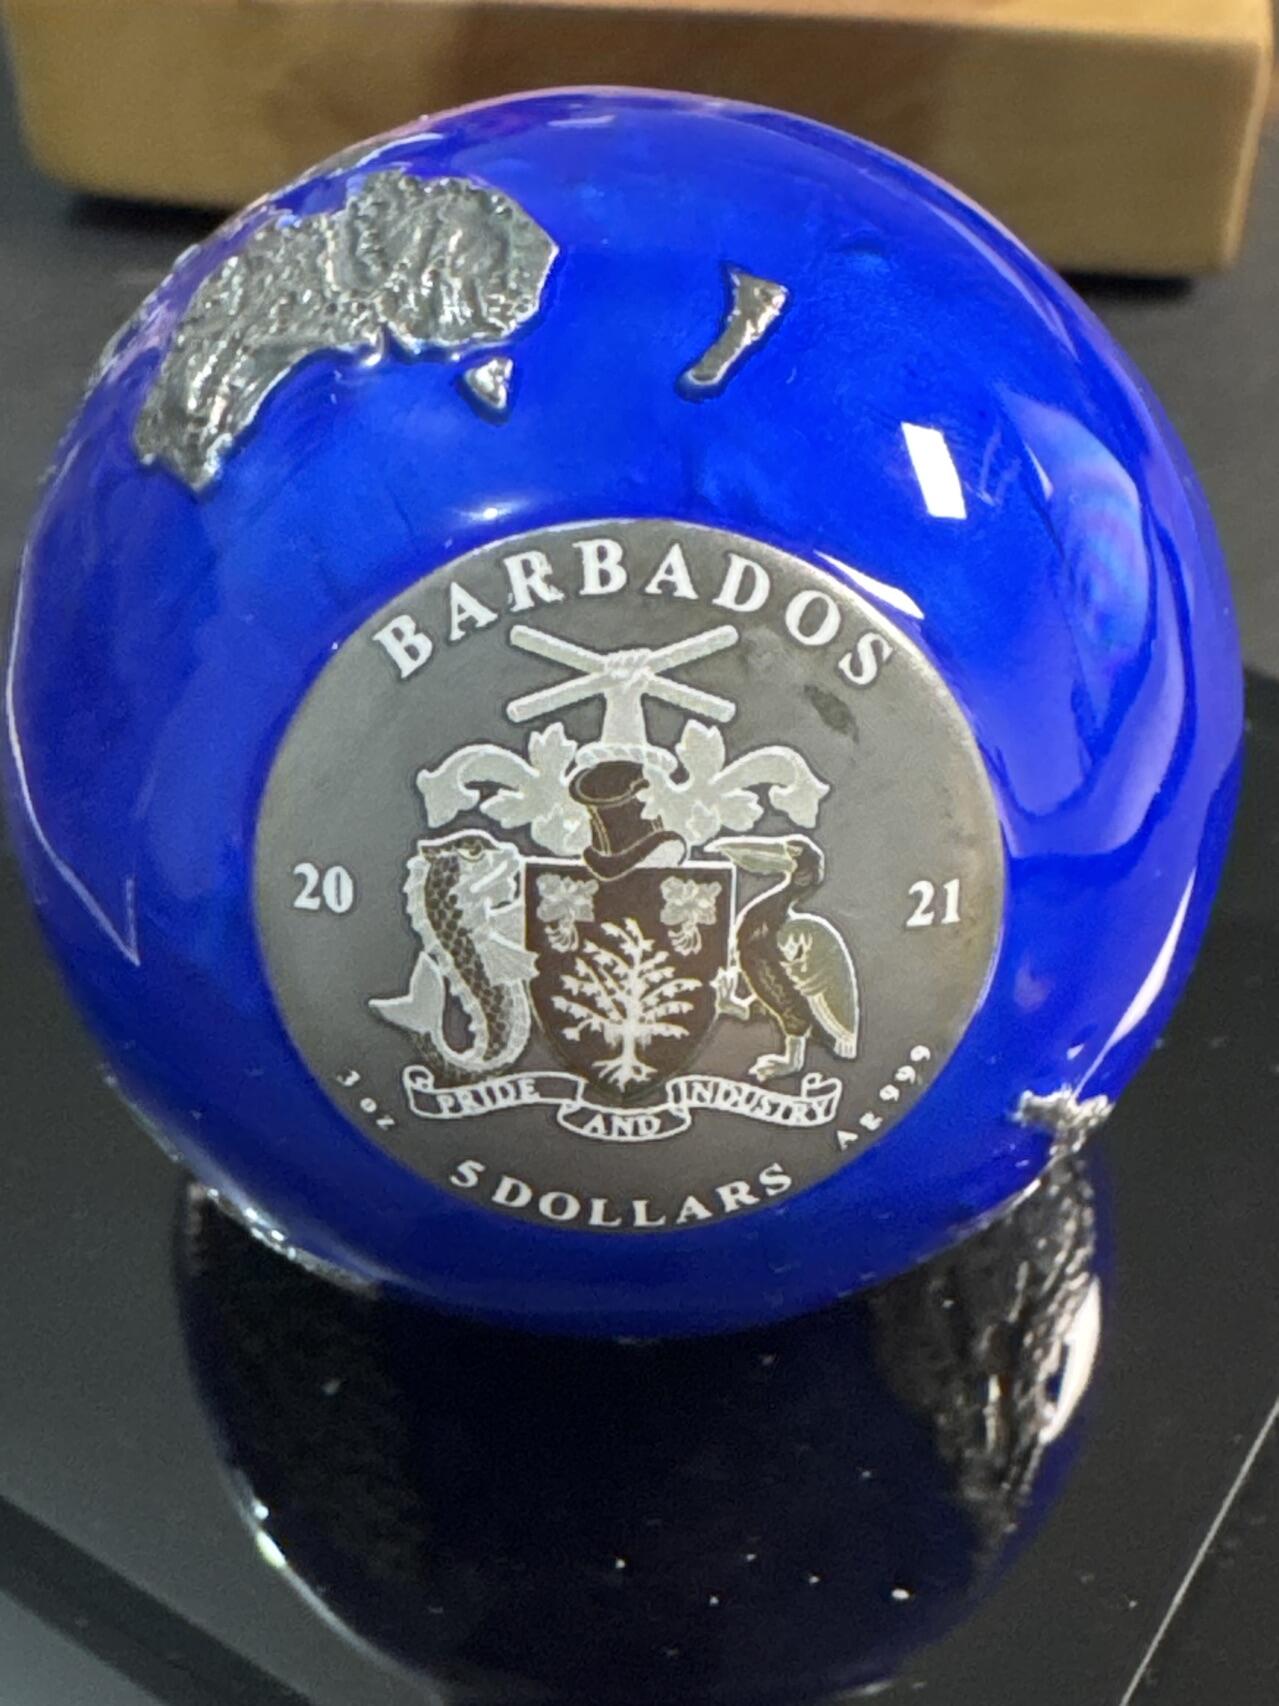 BARBADOS
20 21
PRIDE AND INDUSTRY
3 oz
AG 999
5 DOLLARS